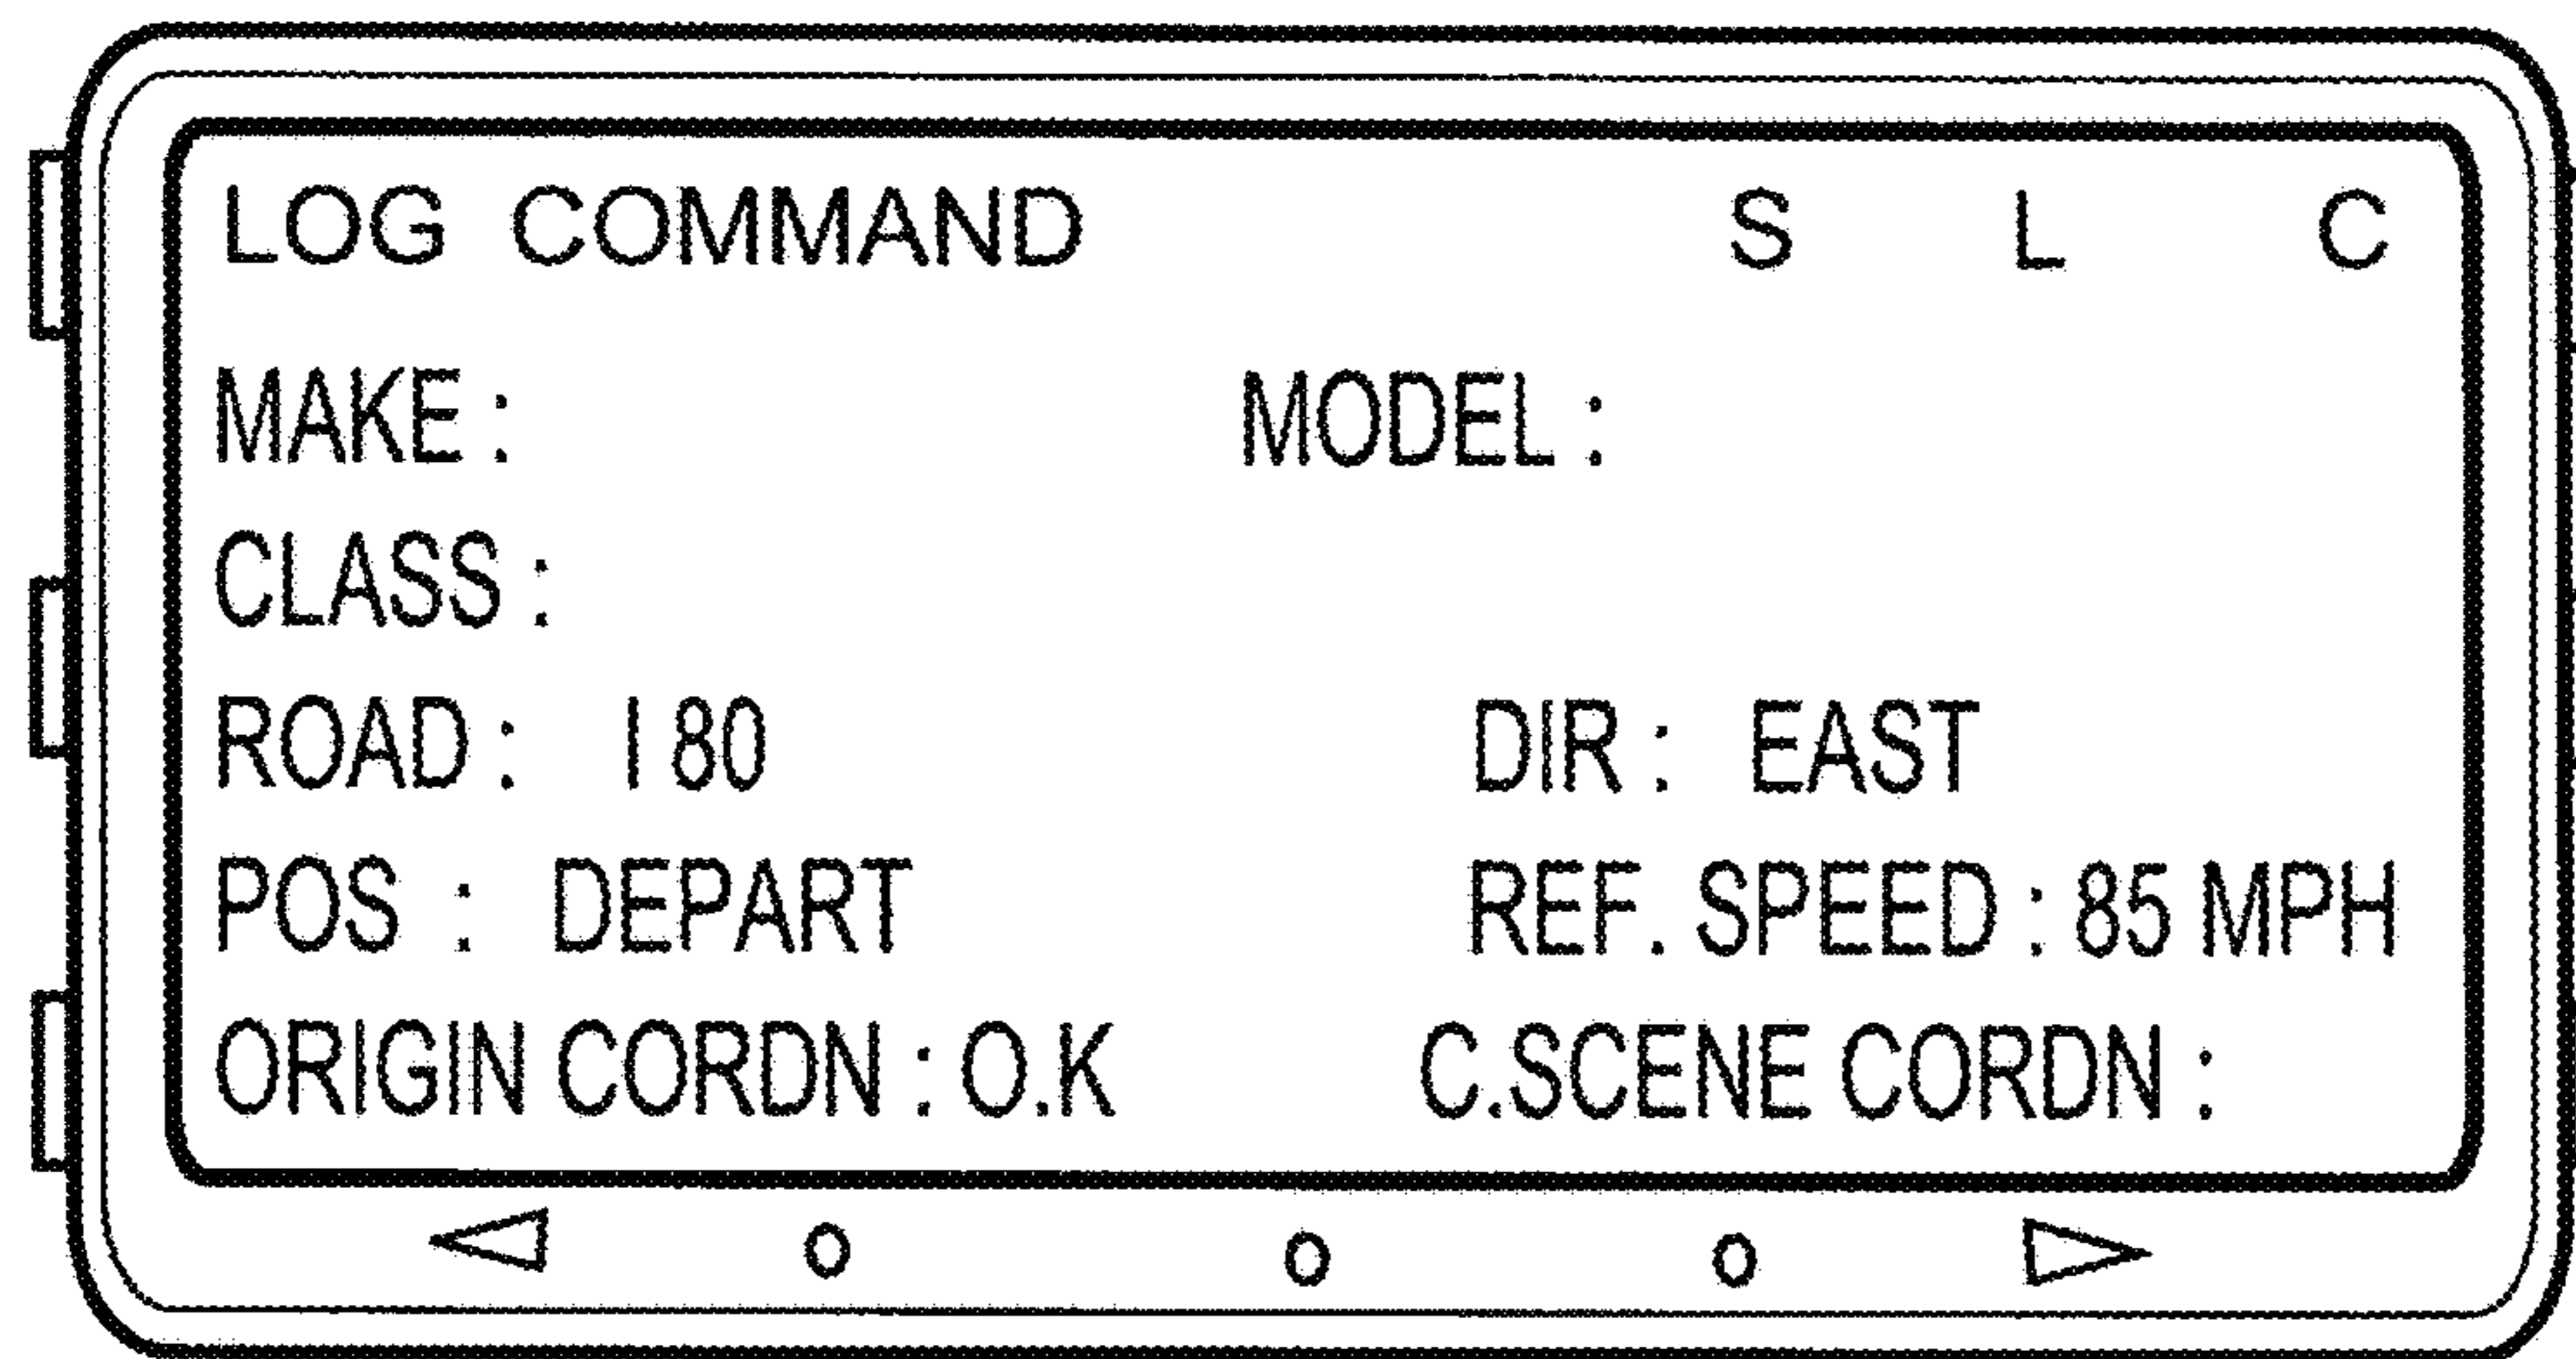 LOG COMMAND S L C
MAKE : MODEL :
CLASS :
ROAD : I 80 DIR : EAST
POS : DEPART REF. SPEED : 85 MPH
ORIGIN CORDN : O.K C.SCENE CORDN :